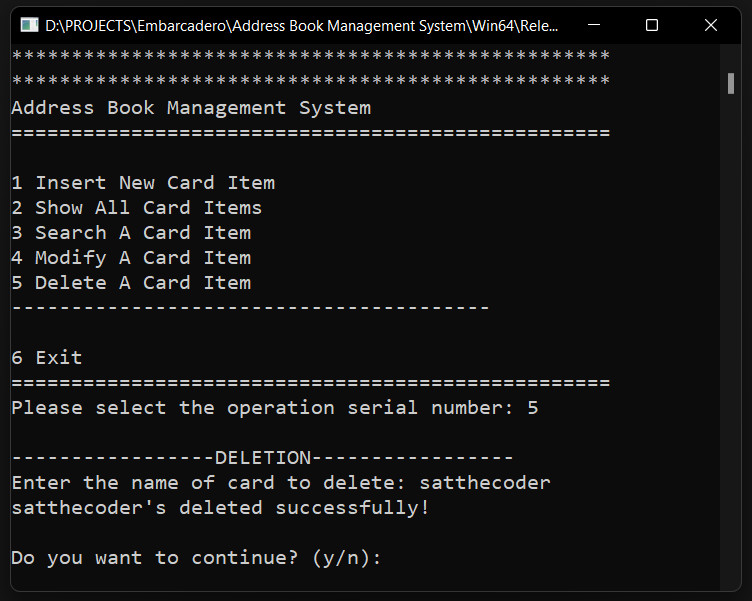 D:\PROJECTS\Embarcadero\Address Book Management System\Win64\Rele...
**************************************************
**************************************************
Address Book Management System
==================================================
1 Insert New Card Item
2 Show All Card Items
3 Search A Card Item
4 Modify A Card Item
5 Delete A Card Item
----------------------------------------
6 Exit
==================================================
Please select the operation serial number: 5
-----------------DELETION-----------------
Enter the name of card to delete: satthecoder
satthecoder's deleted successfully!
Do you want to continue? (y/n):